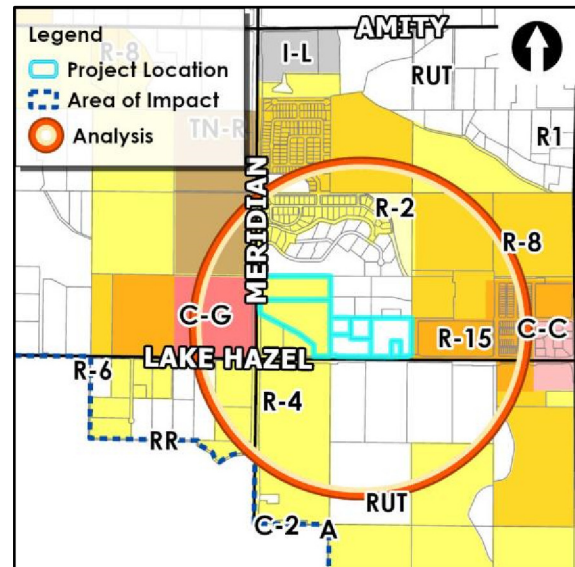 Legend
Project Location
Area of Impact
Analysis
R-8
TN-R
I-L
AMITY
RUT
R1
MERIDIAN
R-2
R-8
C-G
R-15
C-C
LAKE HAZEL
R-6
R-4
RR
RUT
C-2
A